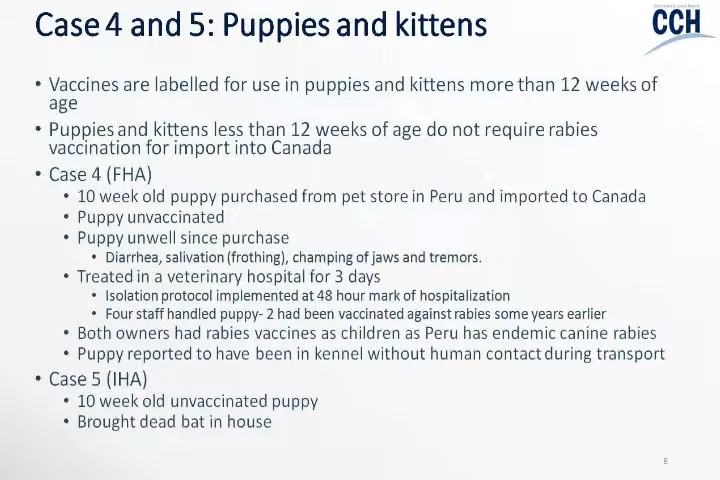 Case 4 and 5: Puppies and kittens
CCH
• Vaccines are labelled for use in puppies and kittens more than 12 weeks of
age
• Puppies and kittens less than 12 weeks of age do not require rabies
vaccination for import into Canada
• Case 4 (FHA)
• 10 week old puppy purchased from pet store in Peru and imported to Canada
• Puppy unvaccinated
• Puppy unwell since purchase
• Diarrhea, salivation (frothing), champing of jaws and tremors.
• Treated in a veterinary hospital for 3 days
• Isolation protocol implemented at 48 hour mark of hospitalization
• Four staff handled puppy- 2 had been vaccinated against rabies some years earlier
• Both owners had rabies vaccines as children as Peru has endemic canine rabies
• Puppy reported to have been in kennel without human contact during transport
• Case 5 (IHA)
• 10 week old unvaccinated puppy
• Brought dead bat in house
8